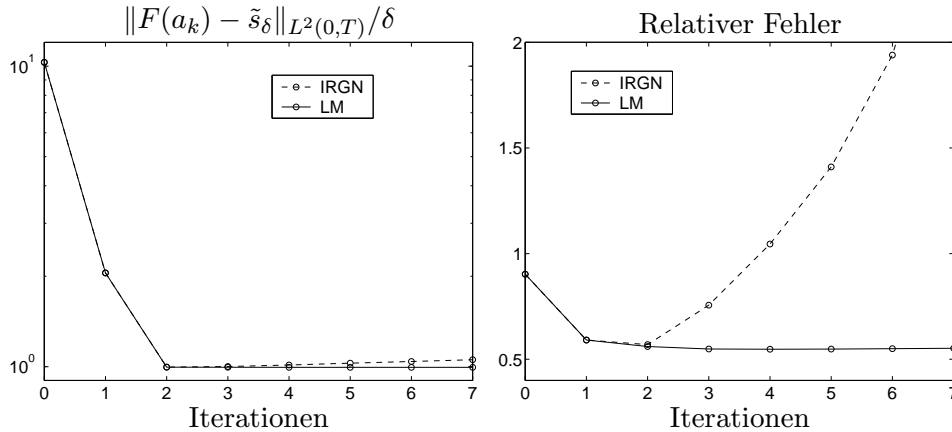 ‖F(a_k) − s̃_δ‖_{L²(0,T)}/δ
10¹
10⁰
IRGN
LM
0 1 2 3 4 5 6 7
Iterationen
Relativer Fehler
2
1.5
1
0.5
IRGN
LM
0 1 2 3 4 5 6 7
Iterationen